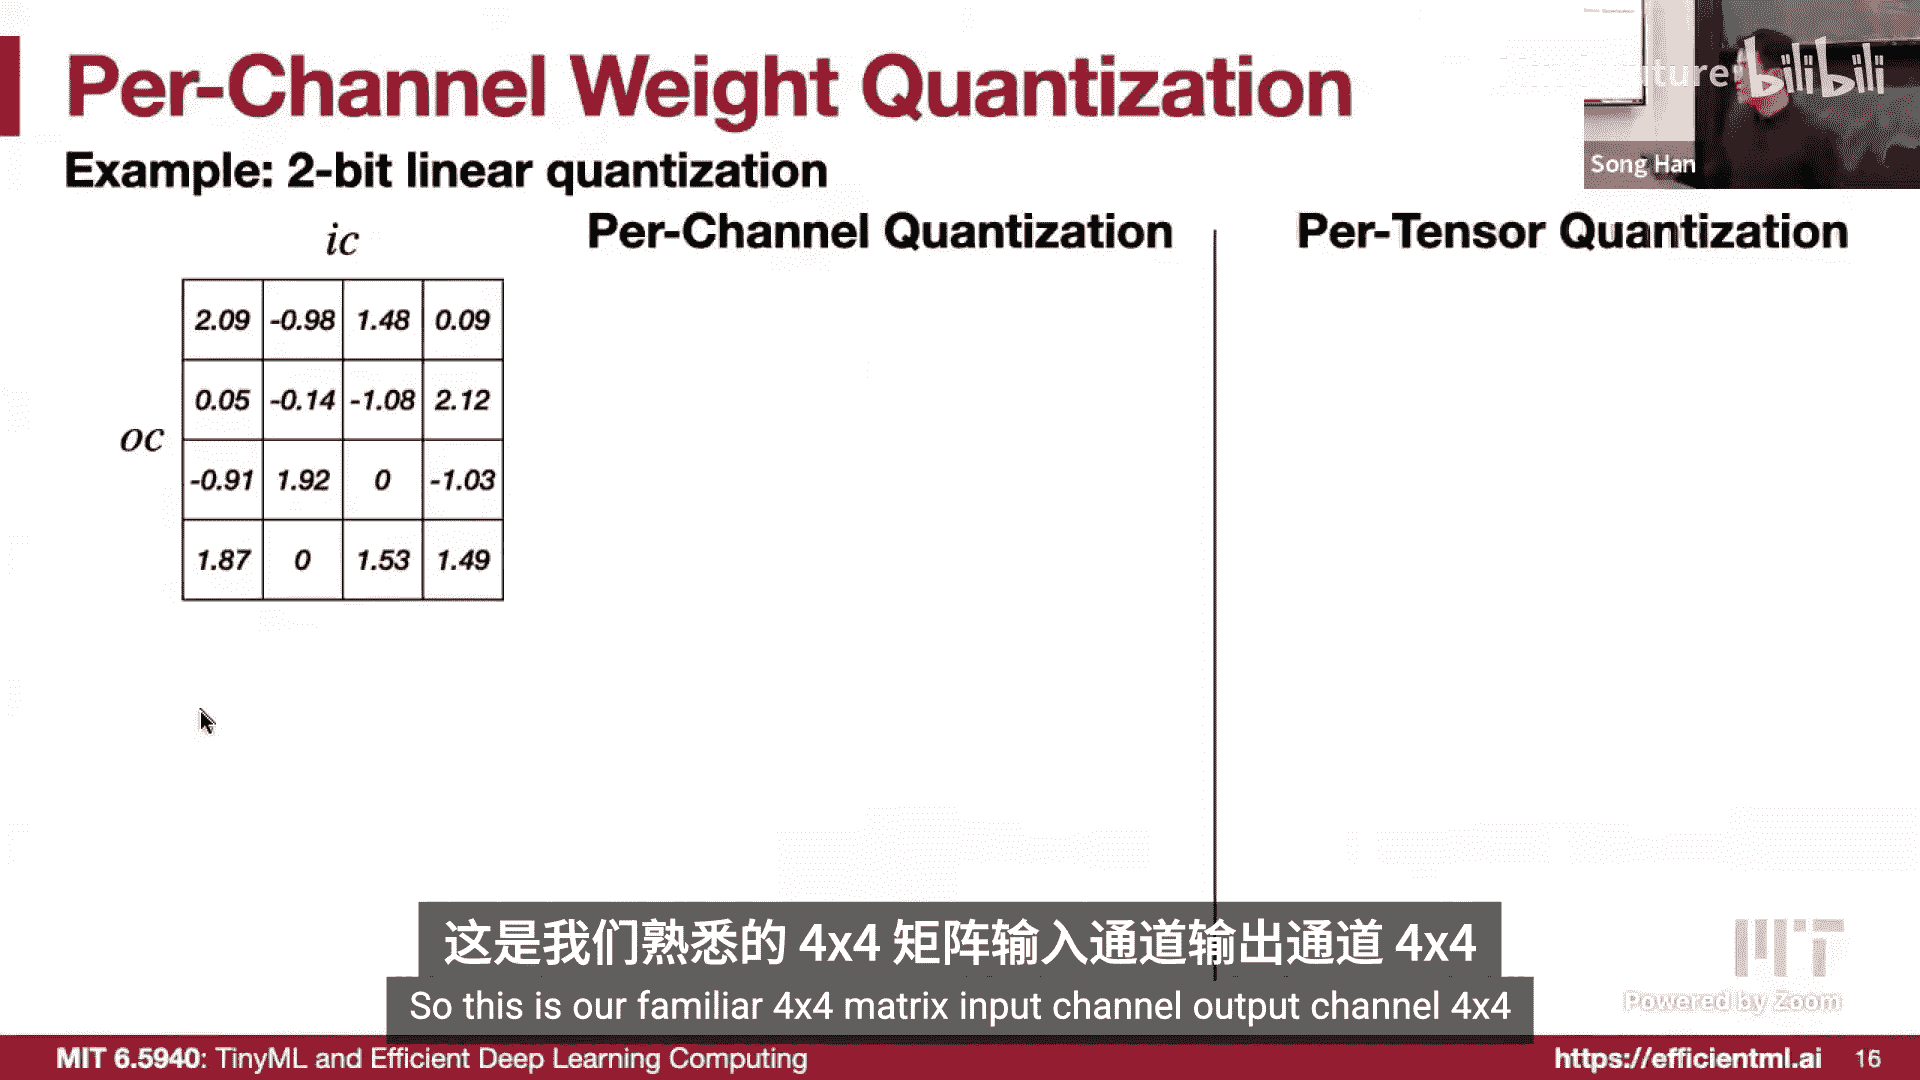 Per-Channel Weight Quantization
bilibili
Song Han
Example: 2-bit linear quantization
ic
Per-Channel Quantization
Per-Tensor Quantization
2.09 -0.98 1.48 0.09
0.05 -0.14 -1.08 2.12
oc
-0.91 1.92 0 -1.03
1.87 0 1.53 1.49
这是我们熟悉的 4x4 矩阵输入通道输出通道 4x4
So this is our familiar 4x4 matrix input channel output channel 4x4
MIT
Powered by Zoom
MIT 6.5940: TinyML and Efficient Deep Learning Computing
https://efficientml.ai 16